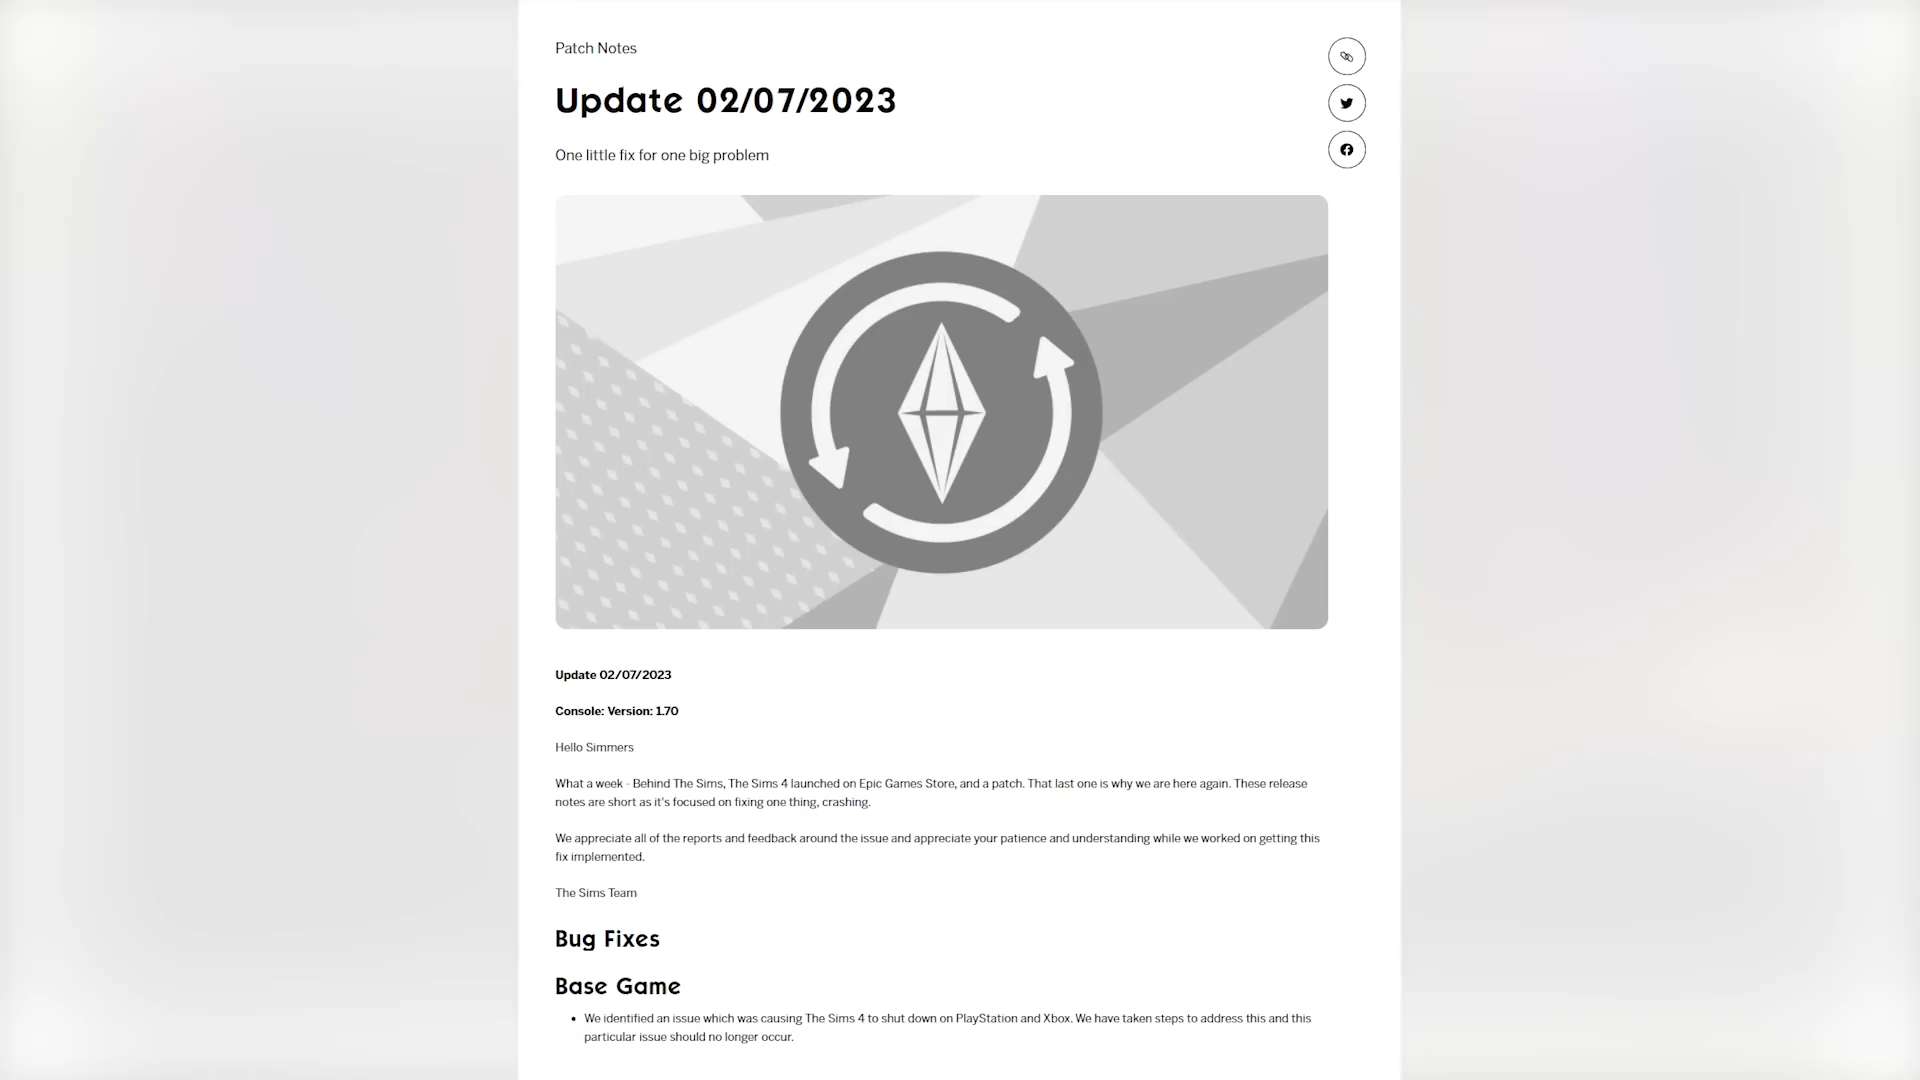 Patch Notes
Update 02/07/2023
One little fix for one big problem
Update 02/07/2023
Console: Version: 1.70
Hello Simmers
What a week - Behind The Sims, The Sims 4 launched on Epic Games Store, and a patch. That last one is why we are here again. These release
notes are short as it's focused on fixing one thing, crashing.
We appreciate all of the reports and feedback around the issue and appreciate your patience and understanding while we worked on getting this
fix implemented.
The Sims Team
Bug Fixes
Base Game
• We identified an issue which was causing The Sims 4 to shut down on PlayStation and Xbox. We have taken steps to address this and this
particular issue should no longer occur.